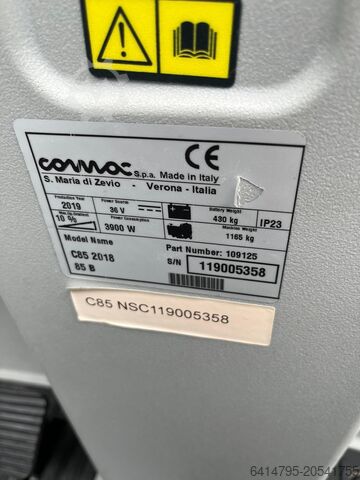 comac S.p.a. Made in Italy
S. Maria di Zevio - Verona - Italia
CE
Production Year
2019
Power Source
36 V
Battery Weight
430 kg
IP23
10 %
Power Consumption
3900 W
Machine Weight
1165 kg
Model Name
C85 2018
85 B
Part Number: 109125
S/N 119005358
C85 NSC119005358
6414795-20541755